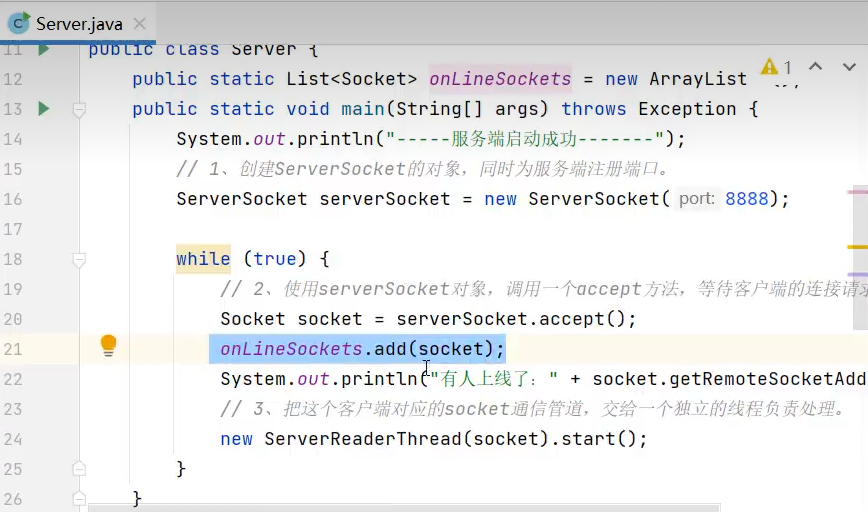 Server.java
11 public class Server {
1
12 public static List<Socket> onLineSockets = new ArrayList
13 public static void main(String[] args) throws Exception {
14 System.out.println("-----服务端启动成功-------");
15 // 1、创建ServerSocket的对象，同时为服务端注册端口。
16 ServerSocket serverSocket = new ServerSocket( port: 8888);
17
18 while (true) {
19 // 2、使用serverSocket对象，调用一个accept方法，等待客户端的连接请求
20 Socket socket = serverSocket.accept();
21 onLineSockets.add(socket);
22 System.out.println("有人上线了：" + socket.getRemoteSocketAdd
23 // 3、把这个客户端对应的socket通信管道，交给一个独立的线程负责处理。
24 new ServerReaderThread(socket).start();
25 }
26 }